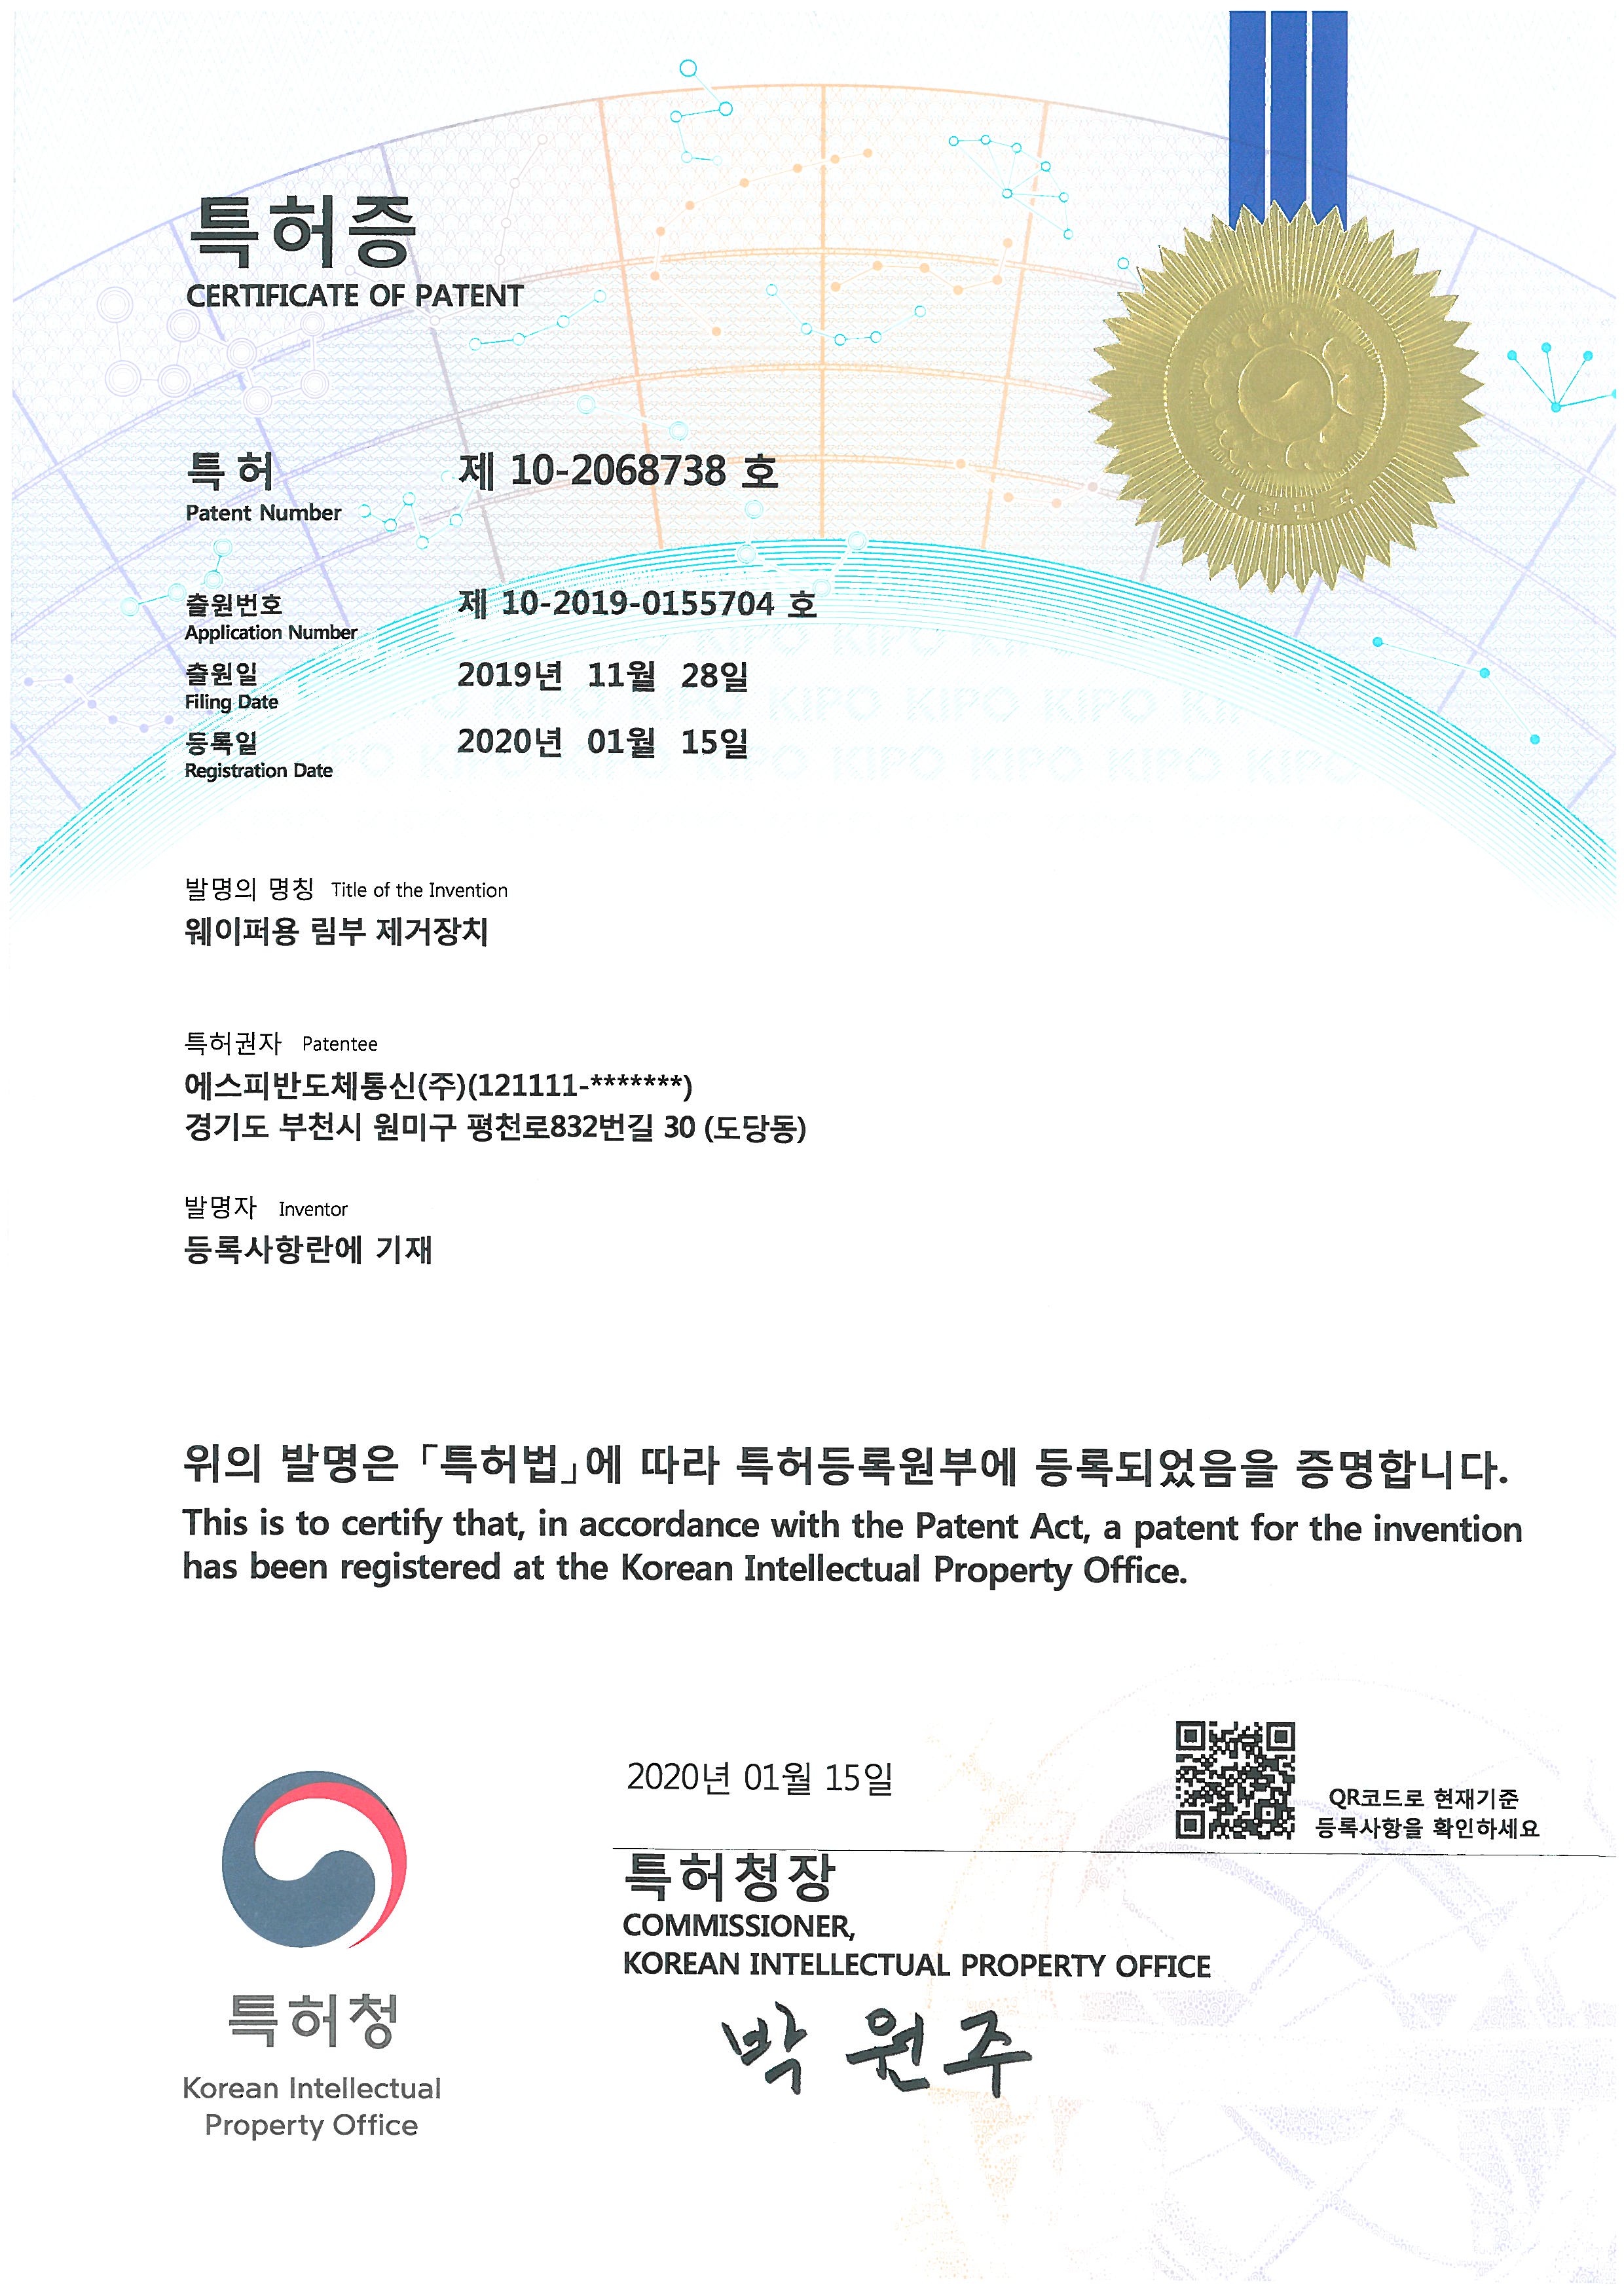 특허증
CERTIFICATE OF PATENT
특 허 제 10-2068738 호
Patent Number
출원번호 제 10-2019-0155704 호
Application Number
출원일 2019년 11월 28일
Filing Date
등록일 2020년 01월 15일
Registration Date
발명의 명칭 Title of the Invention
웨이퍼용 림부 제거장치
특허권자 Patentee
에스피반도체통신(주)(121111-*******)
경기도 부천시 원미구 평천로832번길 30 (도당동)
발명자 Inventor
등록사항란에 기재
위의 발명은 「특허법」에 따라 특허등록원부에 등록되었음을 증명합니다.
This is to certify that, in accordance with the Patent Act, a patent for the invention
has been registered at the Korean Intellectual Property Office.
2020년 01월 15일
QR코드로 현재기준
등록사항을 확인하세요
특허청장
COMMISSIONER,
KOREAN INTELLECTUAL PROPERTY OFFICE
박 원 주
특허청
Korean Intellectual
Property Office
대한민국